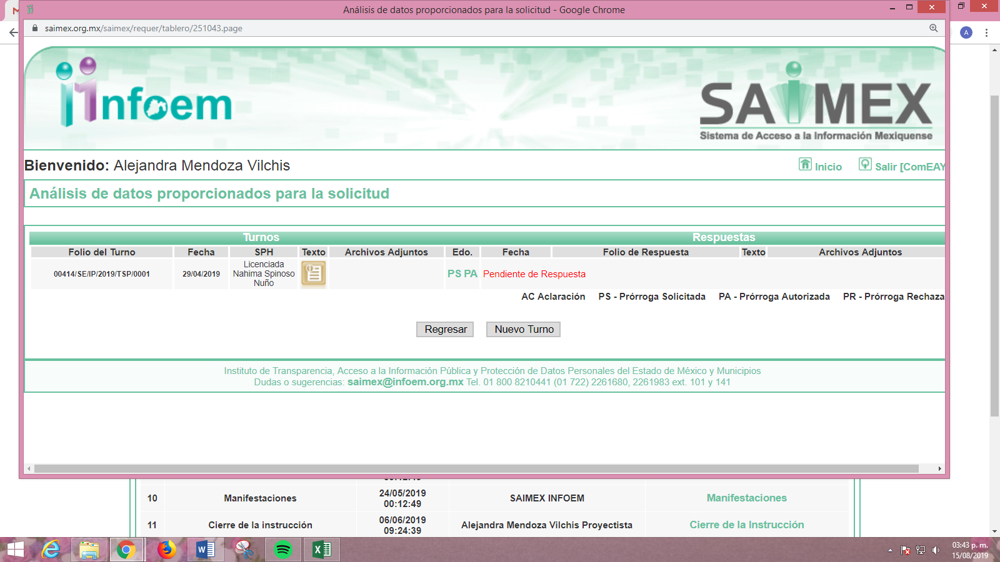 Análisis de datos proporcionados para la solicitud - Google Chrome
saimex.org.mx/saimex/requer/tablero/251043.page
A
infoem
SAIMEX
Sistema de Acceso a la Información Mexiquense
Bienvenido: Alejandra Mendoza Vilchis
Inicio
Salir [ComEAY
Análisis de datos proporcionados para la solicitud
Turnos
Respuestas
Folio del Turno
Fecha
SPH
Texto
Archivos Adjuntos
Edo.
Fecha
Folio de Respuesta
Texto
Archivos Adjuntos
00414/SE/IP/2019/TSP/0001
29/04/2019
Licenciada
Nahima Spinoso
Nuño
PS PA
Pendiente de Respuesta
AC Aclaración PS - Prórroga Solicitada PA - Prórroga Autorizada PR - Prórroga Rechaza
Regresar
Nuevo Turno
Instituto de Transparencia, Acceso a la Información Pública y Protección de Datos Personales del Estado de México y Municipios
Dudas o sugerencias: saimex@infoem.org.mx Tel. 01 800 8210441 (01 722) 2261680, 2261983 ext. 101 y 141
10
Manifestaciones
24/05/2019
00:12:49
SAIMEX INFOEM
Manifestaciones
11
Cierre de la instrucción
06/06/2019
09:24:39
Alejandra Mendoza Vilchis Proyectista
Cierre de la Instrucción
03:43 p. m.
15/08/2019